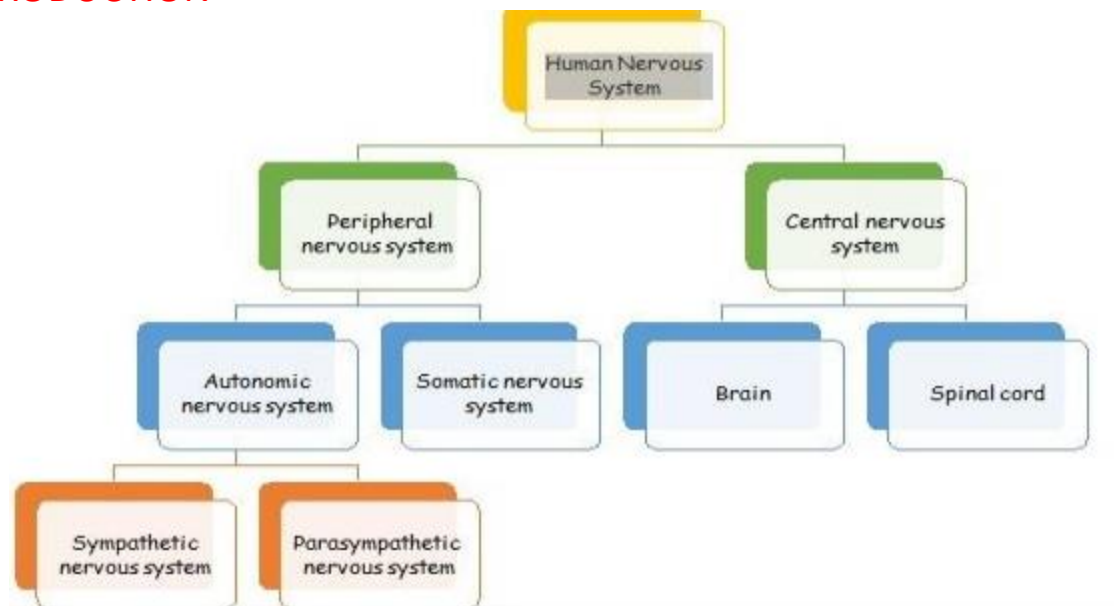 Human Nervous
System
Peripheral
nervous system
Central nervous
system
Autonomic
nervous system
Somatic nervous
system
Brain
Spinal cord
Sympathetic
nervous system
Parasympathetic
nervous system